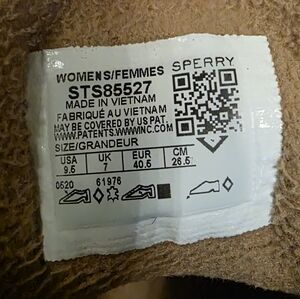 WOMENS/FEMMES SPERRY
STS85527
MADE IN VIETNAM
FABRIQUÉ AU VIETNAM
MAY BE COVERED BY US PAT.
WWW.PATENTS.WWWINC.COM
SIZE/GRANDEUR
USA UK EUR CM
9.5 7 40.5 26.5
0520 61976